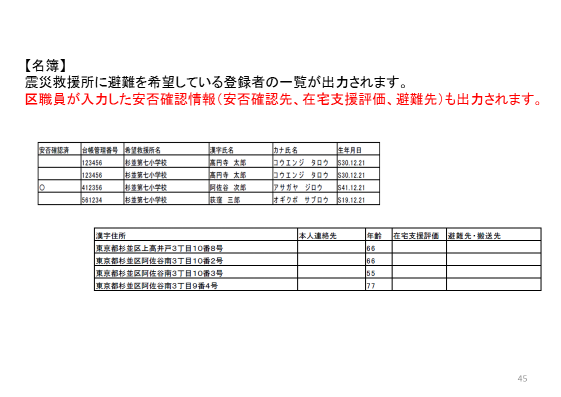 【名簿】
震災救援所に避難を希望している登録者の一覧が出力されます。
区職員が入力した安否確認情報（安否確認先、在宅支援評価、避難先）も出力されます。
安否確認済 台帳管理番号 希望救援所名 漢字氏名 カナ氏名 生年月日
123456 杉並第七小学校 高円寺 太郎 コウエンジ タロウ S30.12.21
123456 杉並第七小学校 高円寺 太郎 コウエンジ タロウ S30.12.21
○ 412356 杉並第七小学校 阿佐谷 次郎 アサガヤ ジロウ S41.12.21
561234 杉並第七小学校 荻窪 三郎 オギクボ サブロウ S19.12.21
漢字住所 本人連絡先 年齢 在宅支援評価 避難先・搬送先
東京都杉並区上高井戸３丁目１０番８号 66
東京都杉並区阿佐谷南３丁目１０番２号 66
東京都杉並区阿佐谷南３丁目１０番３号 55
東京都杉並区阿佐谷南３丁目９番４号 77
45